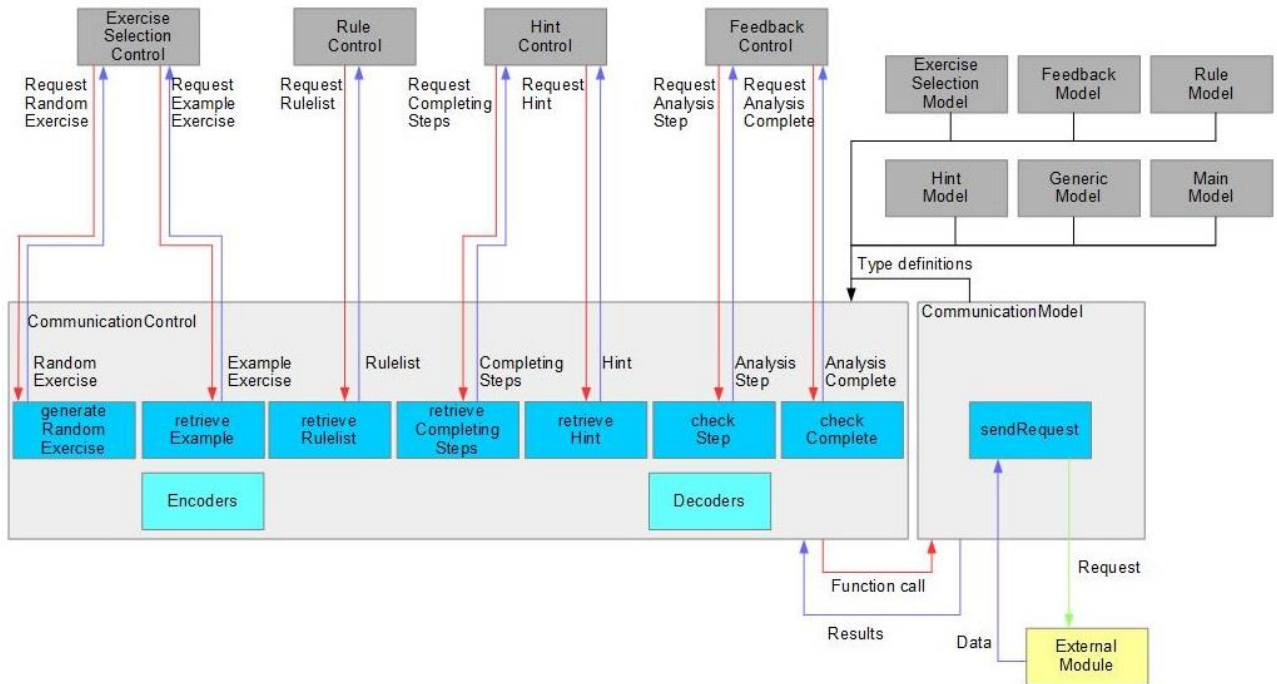 Exercise
Selection
Control
Rule
Control
Hint
Control
Feedback
Control
Request
Random
Exercise
Request
Example
Exercise
Request
Rulelist
Request
Completing
Steps
Request
Hint
Request
Analysis
Step
Request
Analysis
Complete
Exercise
Selection
Model
Feedback
Model
Rule
Model
Hint
Model
Generic
Model
Main
Model
Type definitions
CommunicationControl
CommunicationModel
Random
Exercise
Example
Exercise
Rulelist
Completing
Steps
Hint
Analysis
Step
Analysis
Complete
generate
Random
Exercise
retrieve
Example
retrieve
Rulelist
retrieve
Completing
Steps
retrieve
Hint
check
Step
check
Complete
sendRequest
Encoders
Decoders
Function call
Request
Results
Data
External
Module